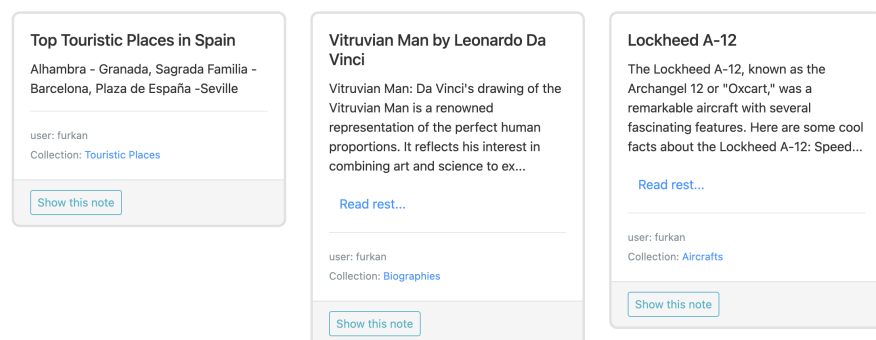 Top Touristic Places in Spain
Alhambra - Granada, Sagrada Familia -
Barcelona, Plaza de España -Seville
user: furkan
Collection: Touristic Places
Show this note
Vitruvian Man by Leonardo Da
Vinci
Vitruvian Man: Da Vinci's drawing of the
Vitruvian Man is a renowned
representation of the perfect human
proportions. It reflects his interest in
combining art and science to ex...
Read rest...
user: furkan
Collection: Biographies
Show this note
Lockheed A-12
The Lockheed A-12, known as the
Archangel 12 or "Oxcart," was a
remarkable aircraft with several
fascinating features. Here are some cool
facts about the Lockheed A-12: Speed...
Read rest...
user: furkan
Collection: Aircrafts
Show this note